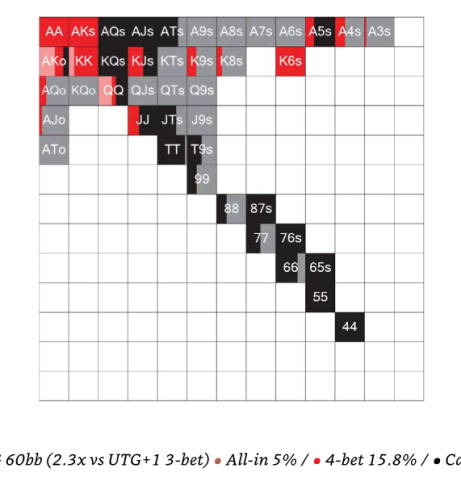 AA AKs AQs AJs ATs A9s A8s A7s A6s A5s A4s A3s
AKo KK KQs KJs KTs K9s K8s K6s
AQo KQo QQ QJs QTs Q9s
AJo JJ JTs J9s
ATo TT T9s
99
88 87s
77 76s
66 65s
55
44
60bb (2.3x vs UTG+1 3-bet) • All-in 5% / • 4-bet 15.8% / •